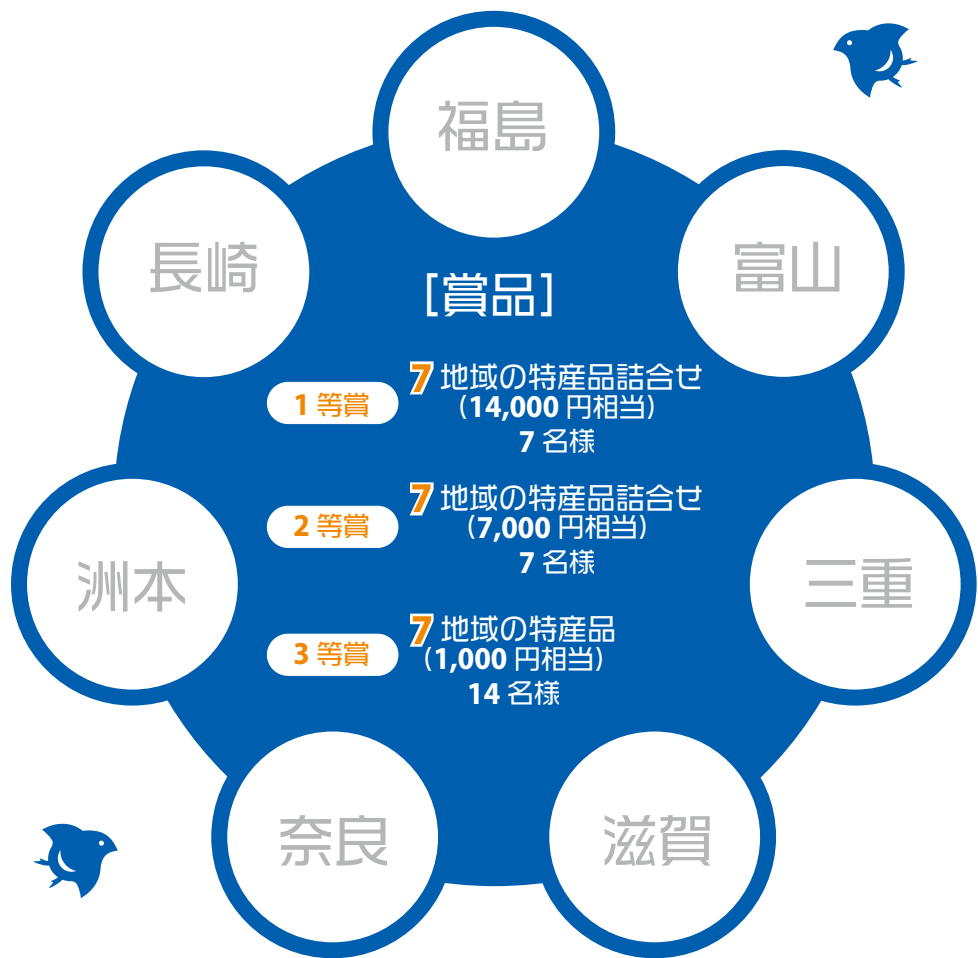 福島
長崎
富山
[賞品]
1 等賞
7 地域の特産品詰合せ
(14,000 円相当)
7 名様
2 等賞
7 地域の特産品詰合せ
(7,000 円相当)
7 名様
洲本
三重
3 等賞
7 地域の特産品
(1,000 円相当)
14 名様
奈良
滋賀